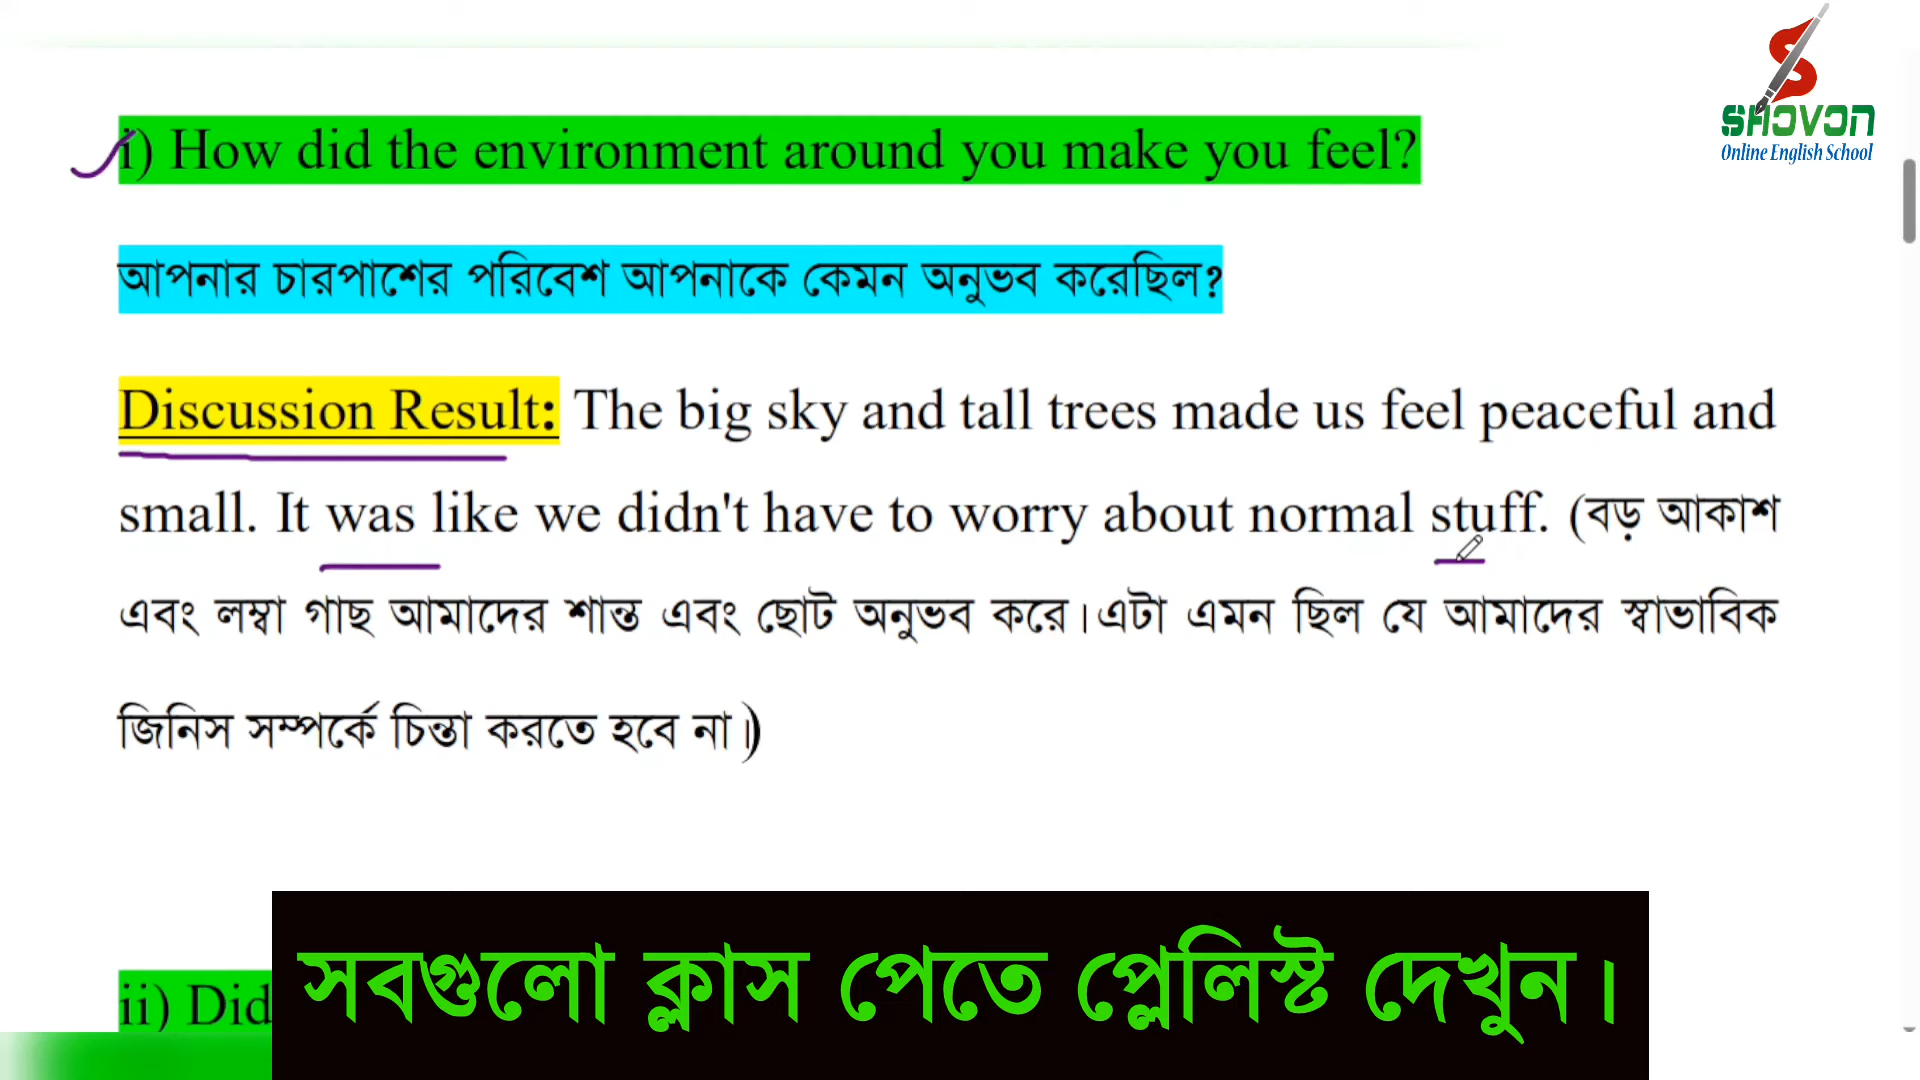 SHOVON
Online English School
i) How did the environment around you make you feel?
আপনার চারপাশের পরিবেশ আপনাকে কেমন অনুভব করেছিল?
Discussion Result: The big sky and tall trees made us feel peaceful and
small. It was like we didn't have to worry about normal stuff. (বড় আকাশ
এবং লম্বা গাছ আমাদের শান্ত এবং ছোট অনুভব করে। এটা এমন ছিল যে আমাদের স্বাভাবিক
জিনিস সম্পর্কে চিন্তা করতে হবে না।)
ii) Did
সবগুলো ক্লাস পেতে প্লেলিস্ট দেখুন।